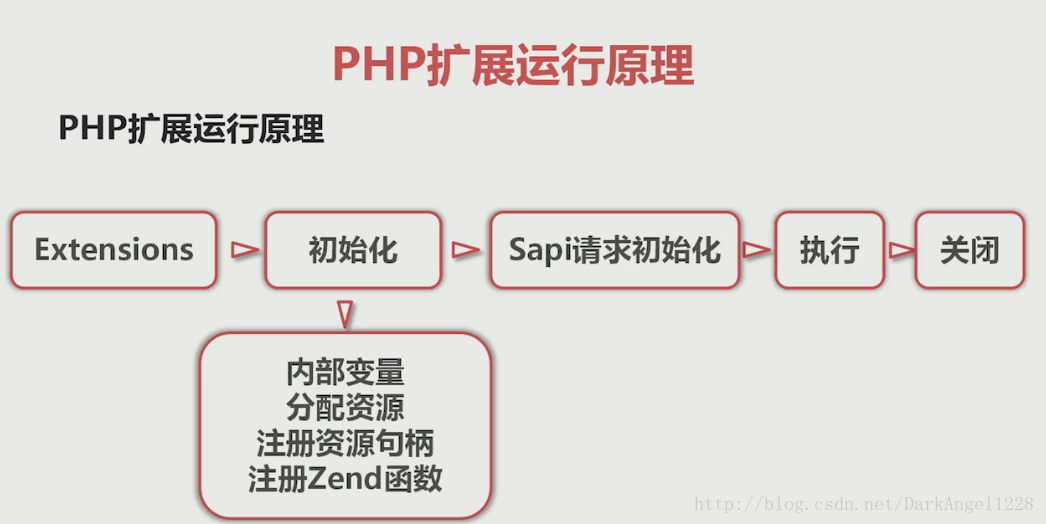 PHP扩展运行原理
PHP扩展运行原理
Extensions
初始化
Sapi请求初始化
执行
关闭
内部变量
分配资源
注册资源句柄
注册Zend函数
http://blog.csdn.net/DarkAngel1228